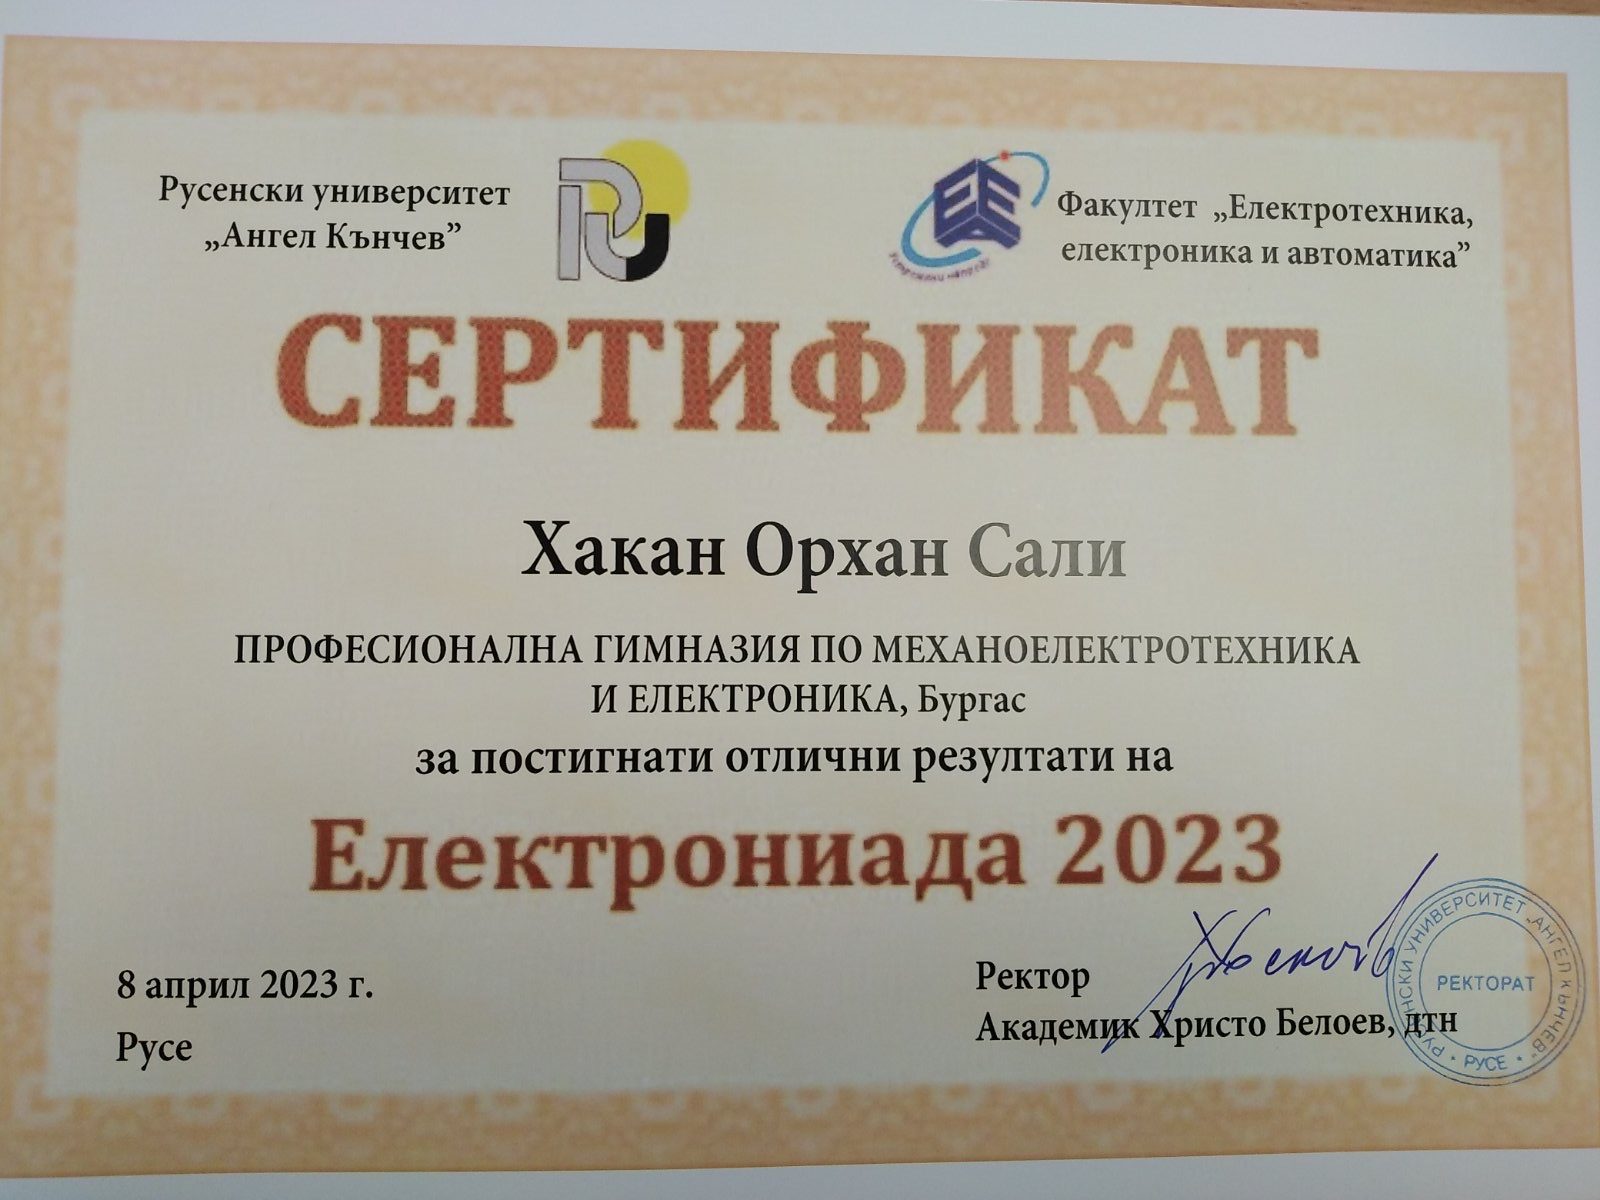 Русенски университет
„Ангел Кънчев”
Факултет „Електротехника,
електроника и автоматика”
СЕРТИФИКАТ
Хакан Орхан Сали
ПРОФЕСИОНАЛНА ГИМНАЗИЯ ПО МЕХАНОЕЛЕКТРОТЕХНИКА
И ЕЛЕКТРОНИКА, Бургас
за постигнати отлични резултати на
Електрониада 2023
8 април 2023 г.
Русе
Ректор
Академик Христо Белоев, дтн
РУСЕНСКИ УНИВЕРСИТЕТ „АНГЕЛ КЪНЧЕВ”
РЕКТОРАТ
* РУСЕ *